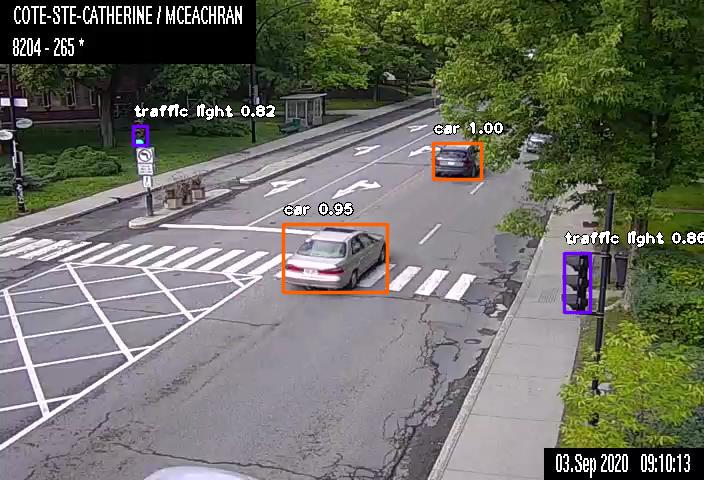 COTE-STE-CATHERINE / MCEACHRAN
8204 - 265 *
traffic light 0.82
car 1.00
car 0.95
traffic light 0.86
03.Sep 2020 09:10:13